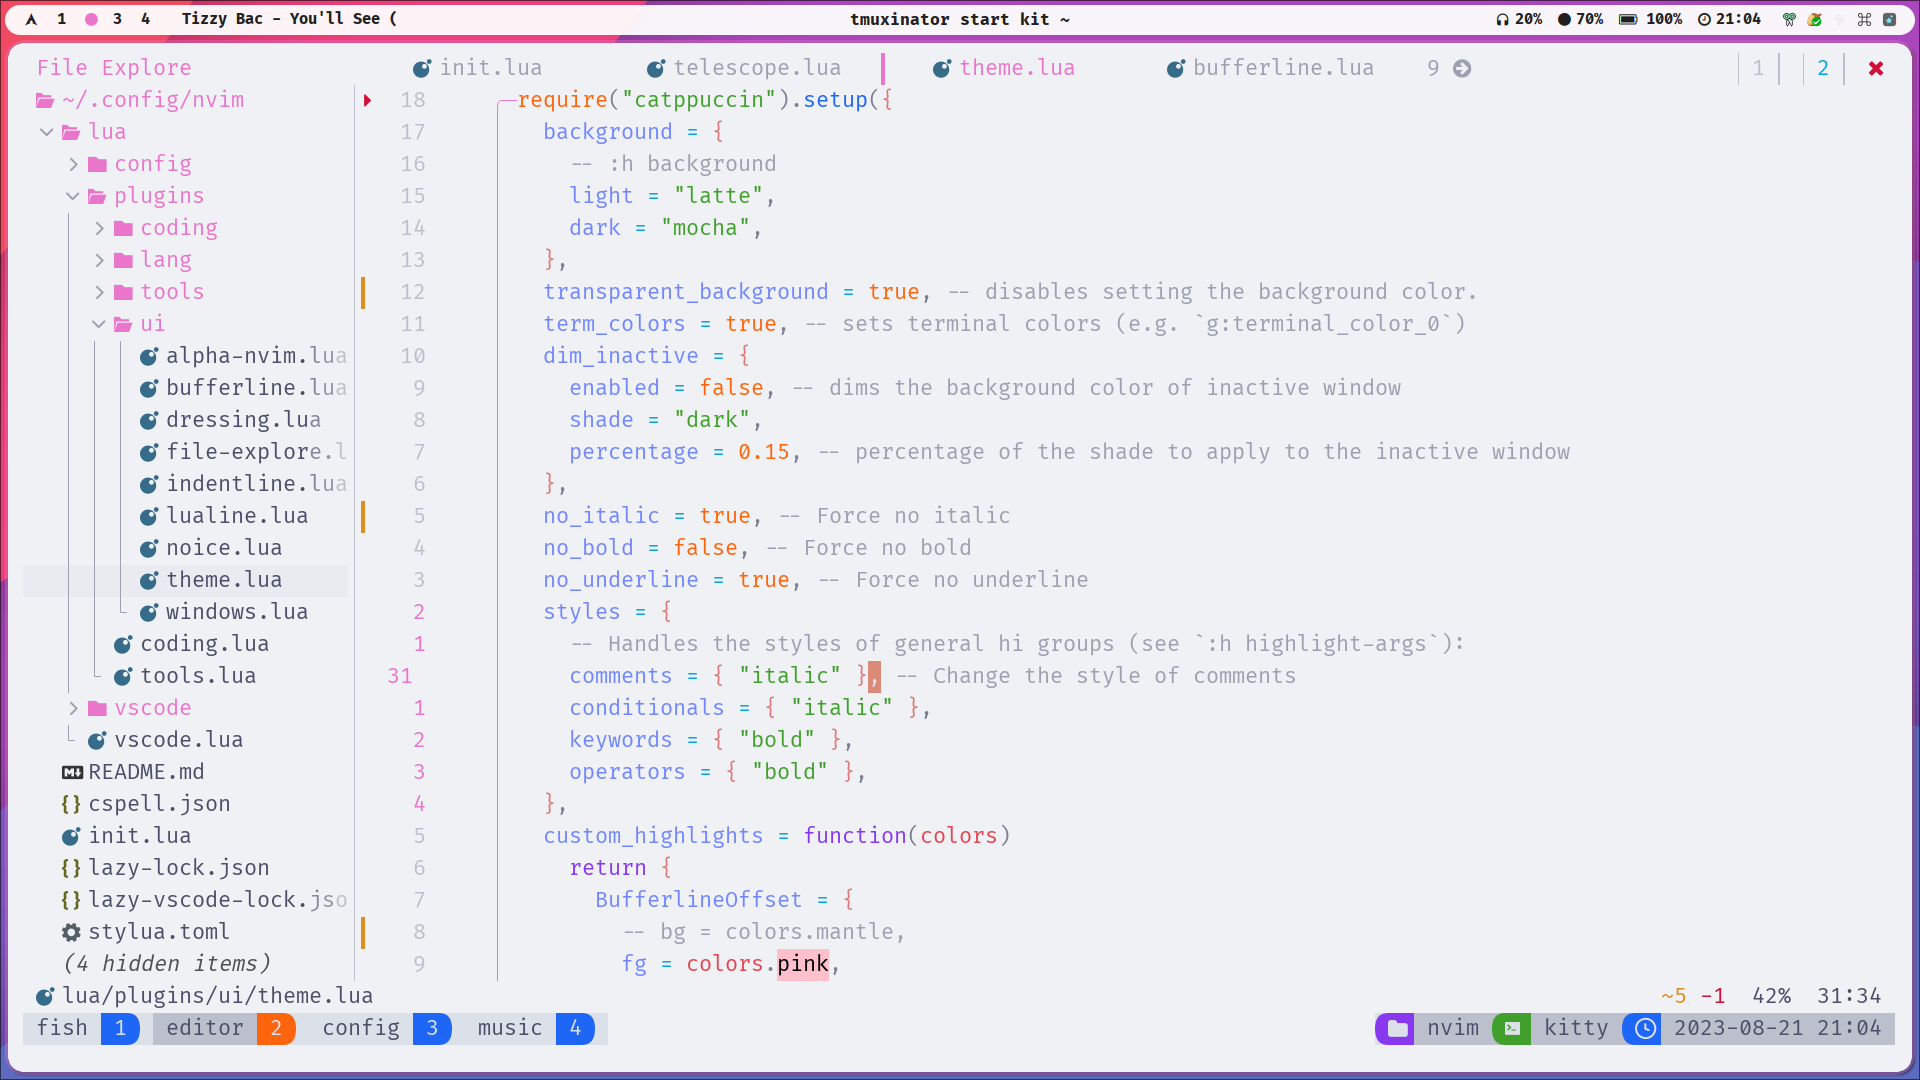 1 3 4 Tizzy Bac - You'll See (
tmuxinator start kit ~
20% 70% 100% 21:04
File Explore
init.lua telescope.lua theme.lua bufferline.lua 9
1 2
~/.config/nvim
lua
config
plugins
coding
lang
tools
ui
alpha-nvim.lua
bufferline.lua
dressing.lua
file-explore.l
indentline.lua
lualine.lua
noice.lua
theme.lua
windows.lua
coding.lua
tools.lua
vscode
vscode.lua
README.md
cspell.json
init.lua
lazy-lock.json
lazy-vscode-lock.jso
stylua.toml
(4 hidden items)
18 require("catppuccin").setup({
17 background = {
16 -- :h background
15 light = "latte",
14 dark = "mocha",
13 },
12 transparent_background = true, -- disables setting the background color.
11 term_colors = true, -- sets terminal colors (e.g. `g:terminal_color_0`)
10 dim_inactive = {
9 enabled = false, -- dims the background color of inactive window
8 shade = "dark",
7 percentage = 0.15, -- percentage of the shade to apply to the inactive window
6 },
5 no_italic = true, -- Force no italic
4 no_bold = false, -- Force no bold
3 no_underline = true, -- Force no underline
2 styles = {
1 -- Handles the styles of general hi groups (see `:h highlight-args`):
31 comments = { "italic" }, -- Change the style of comments
1 conditionals = { "italic" },
2 keywords = { "bold" },
3 operators = { "bold" },
4 },
5 custom_highlights = function(colors)
6 return {
7 BufferlineOffset = {
8 -- bg = colors.mantle,
9 fg = colors.pink,
lua/plugins/ui/theme.lua
~5 -1 42% 31:34
fish 1 editor 2 config 3 music 4
nvim kitty 2023-08-21 21:04